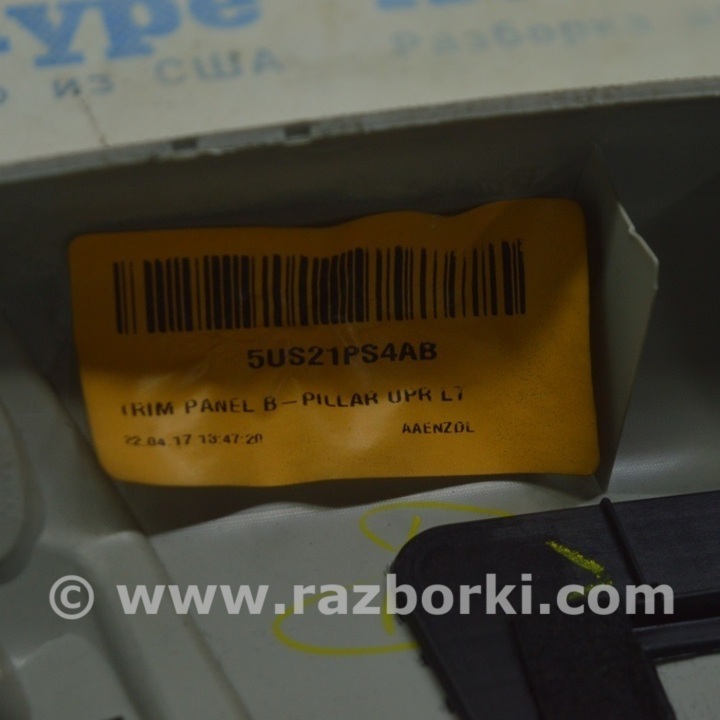 ype
из США
Разборка
5US21PS4AB
TRIM PANEL B-PILLAR UPR LT
22.04.17 13:47:20 AAENZDL
© www.razborki.com